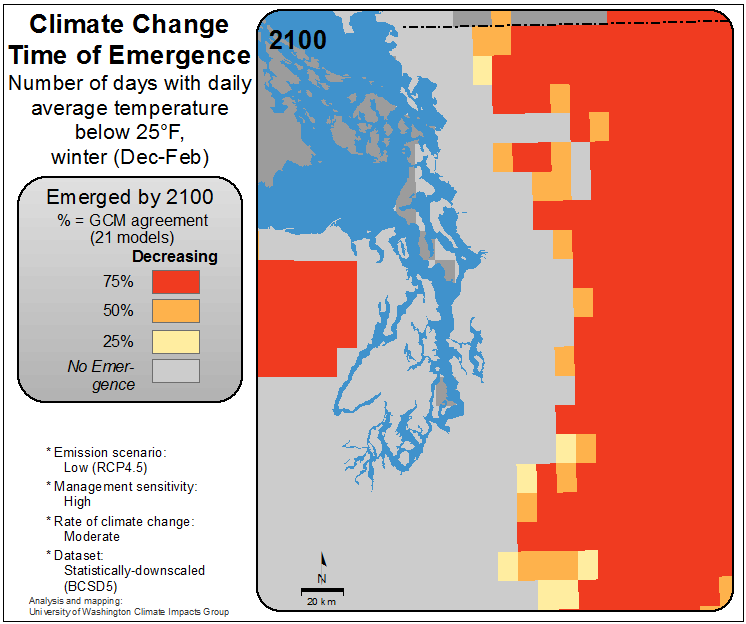 Climate Change
Time of Emergence
Number of days with daily
average temperature
below 25°F,
winter (Dec-Feb)
Emerged by 2100
% = GCM agreement
(21 models)
Decreasing
75%
50%
25%
No Emer-
gence
* Emission scenario:
Low (RCP4.5)
* Management sensitivity:
High
* Rate of climate change:
Moderate
* Dataset:
Statistically-downscaled
(BCSD5)
Analysis and mapping:
University of Washington Climate Impacts Group
2100
N
20 km